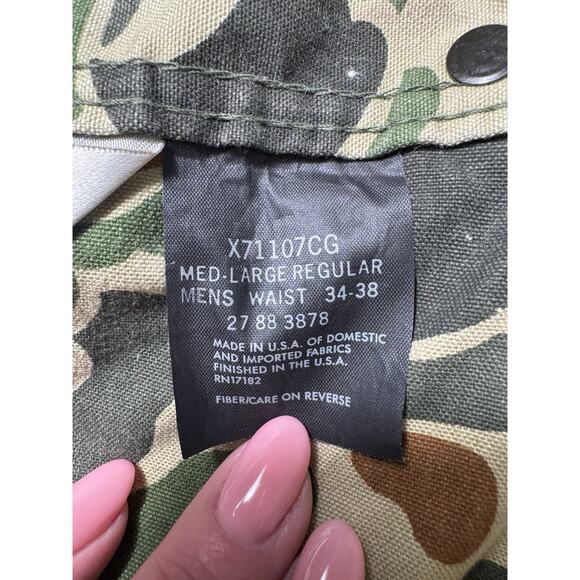 X71107CG
MED-LARGE REGULAR
MENS WAIST 34-38
27 88 3878
MADE IN U.S.A. OF DOMESTIC
AND IMPORTED FABRICS
FINISHED IN THE U.S.A.
RN17182
FIBER/CARE ON REVERSE